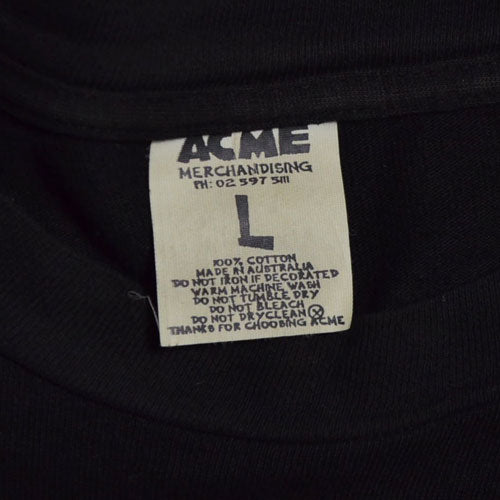 ACME
MERCHANDISING
PH: 02 597 5111
L
100% COTTON
MADE IN AUSTRALIA
DO NOT IRON IF DECORATED
WARM MACHINE WASH
DO NOT TUMBLE DRY
DO NOT BLEACH
DO NOT DRYCLEAN
THANKS FOR CHOOSING ACME